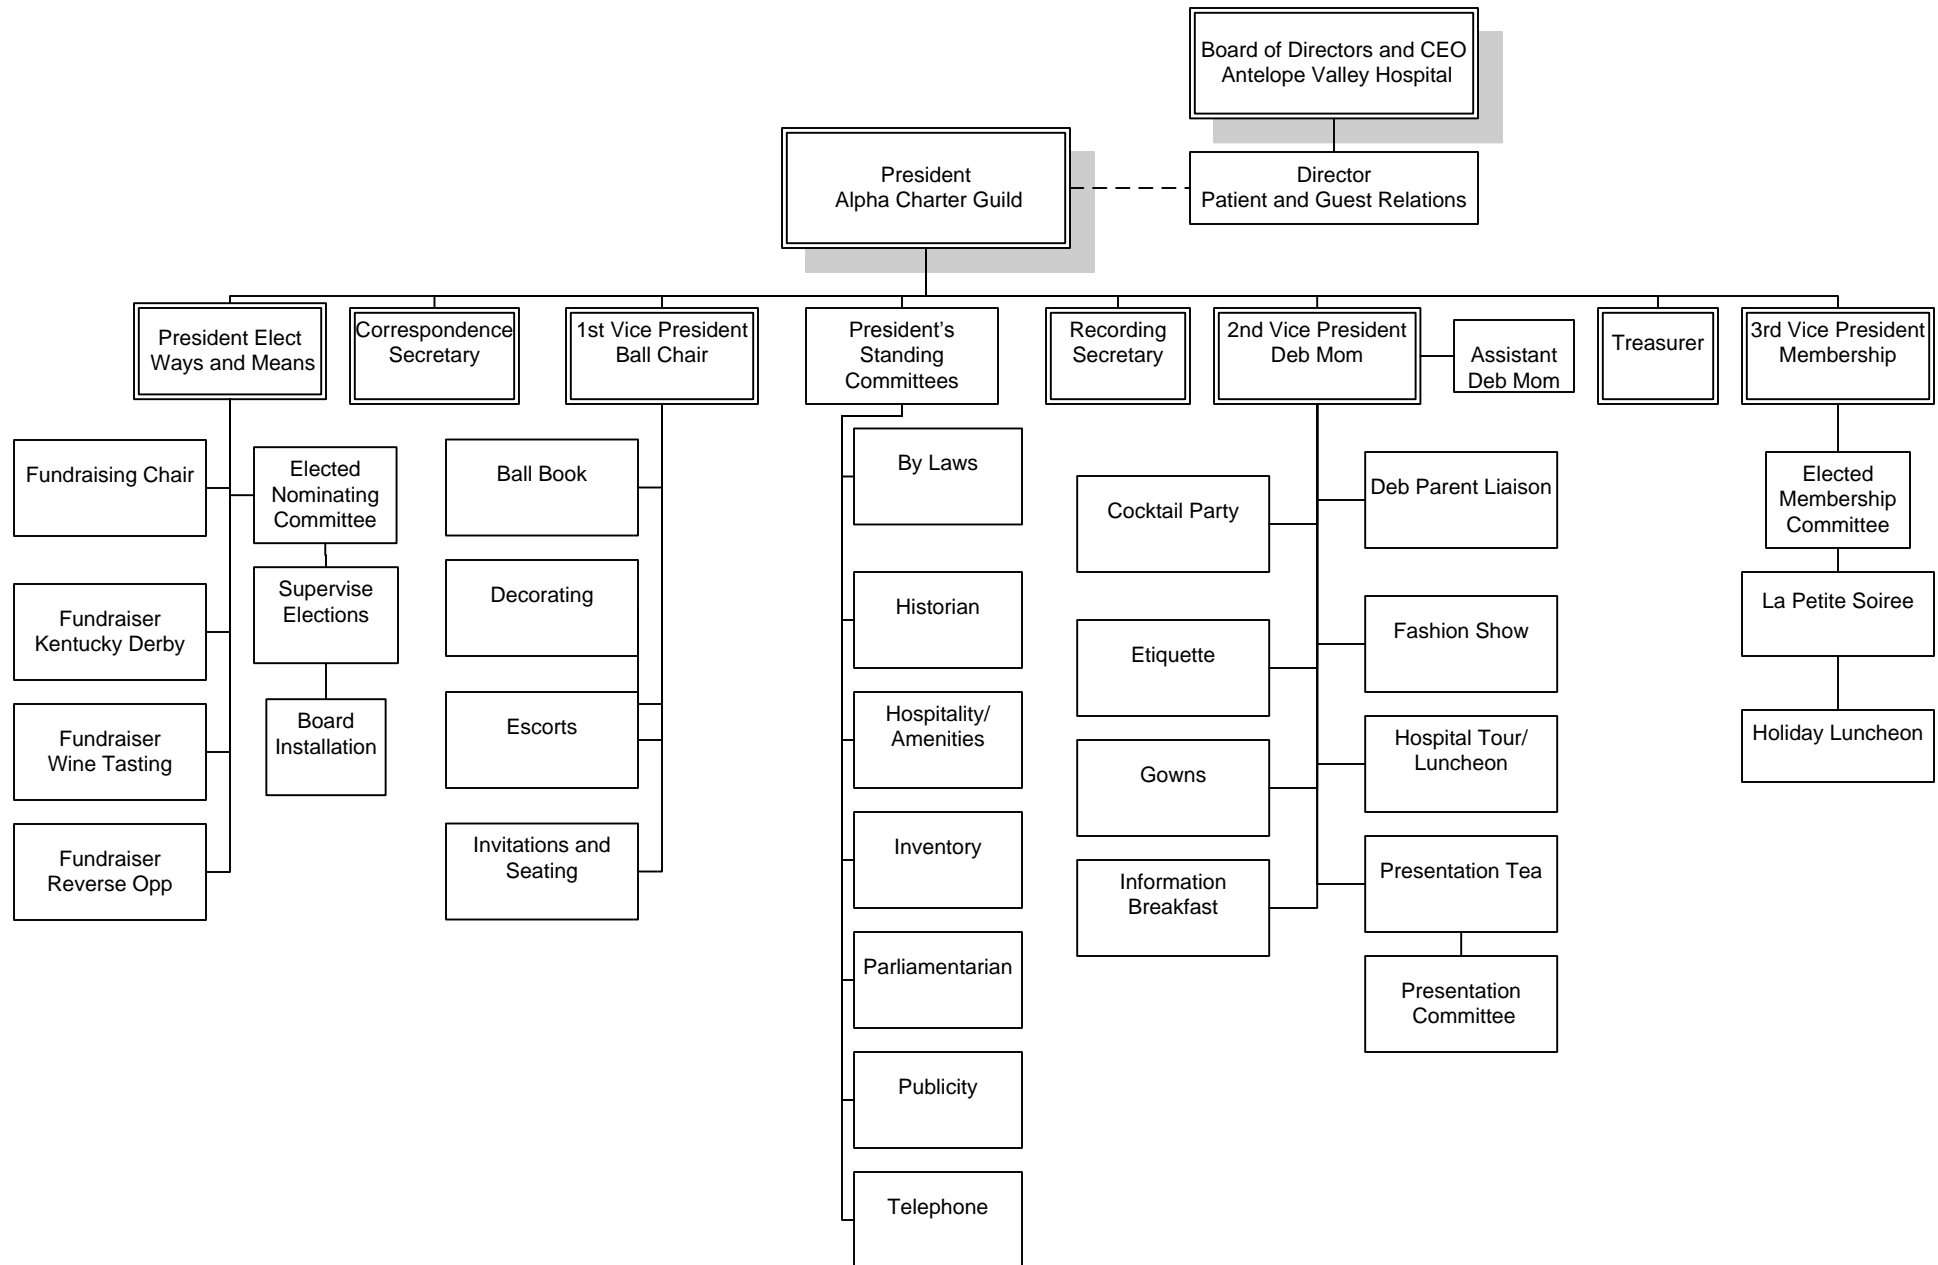 Board of Directors and CEO
Antelope Valley Hospital
President
Alpha Charter Guild
Director
Patient and Guest Relations
President Elect
Ways and Means
Correspondence
Secretary
1st Vice President
Ball Chair
President's
Standing
Committees
Recording
Secretary
2nd Vice President
Deb Mom
Assistant
Deb Mom
Treasurer
3rd Vice President
Membership
Fundraising Chair
Fundraiser
Kentucky Derby
Fundraiser
Wine Tasting
Fundraiser
Reverse Opp
Elected
Nominating
Committee
Supervise
Elections
Board
Installation
Ball Book
Decorating
Escorts
Invitations and
Seating
By Laws
Historian
Hospitality/
Amenities
Inventory
Parliamentarian
Publicity
Telephone
Cocktail Party
Etiquette
Gowns
Information
Breakfast
Deb Parent Liaison
Fashion Show
Hospital Tour/
Luncheon
Presentation Tea
Presentation
Committee
Elected
Membership
Committee
La Petite Soiree
Holiday Luncheon